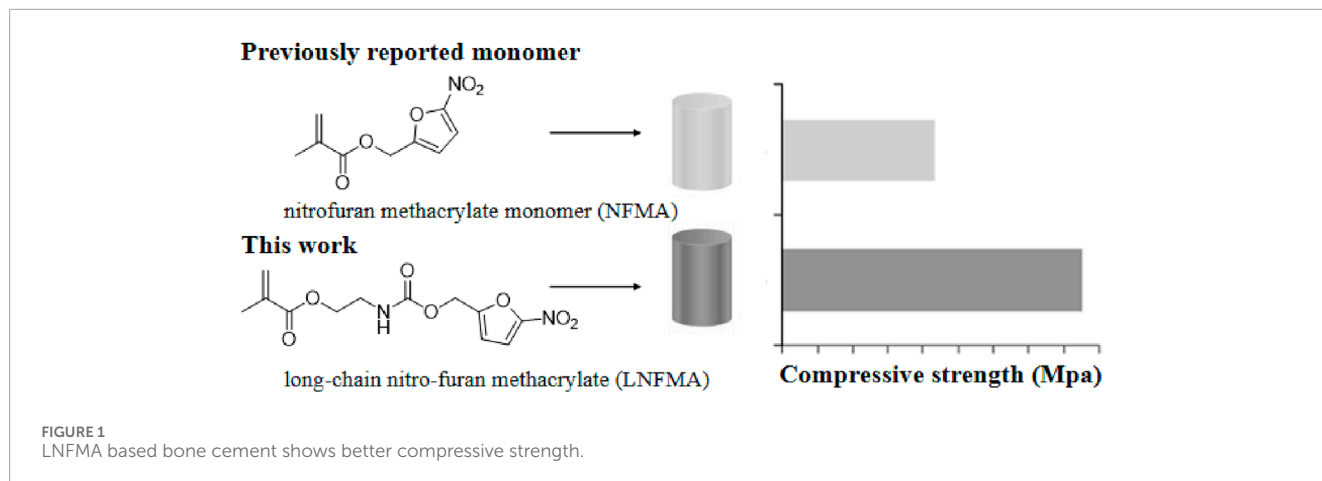 Previously reported monomer
NO2
O
O
O
nitrofuran methacrylate monomer (NFMA)
This work
O
O
N
H
O
O
NO2
O
long-chain nitro-furan methacrylate (LNFMA)
Compressive strength (Mpa)
FIGURE 1
LNFMA based bone cement shows better compressive strength.